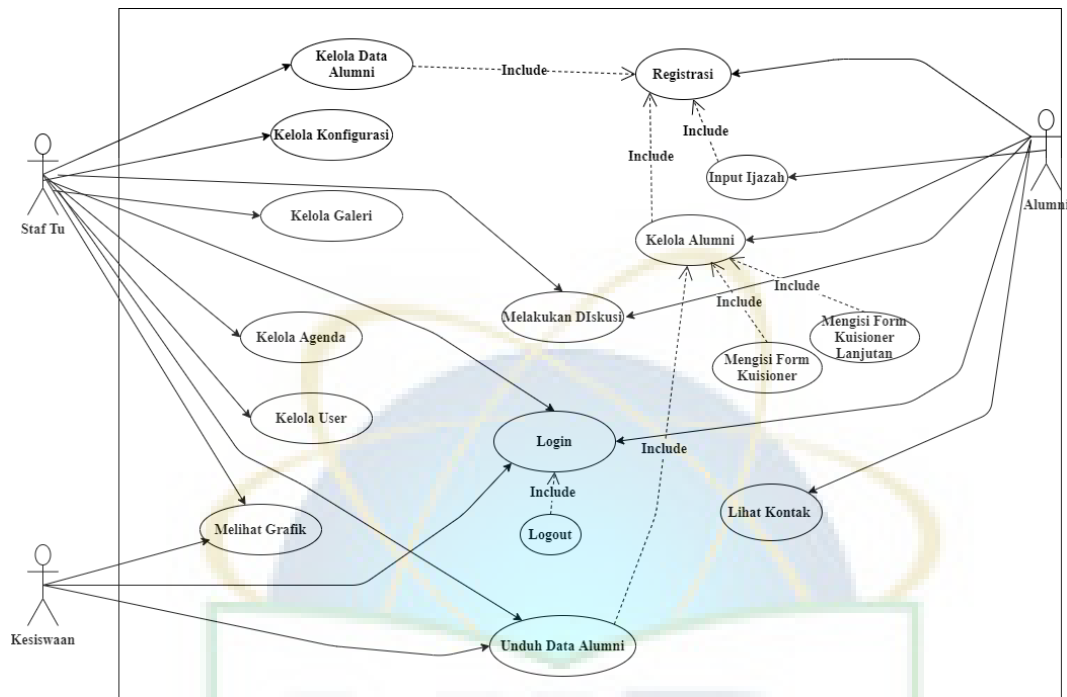 Kelola Data
Alumni
Include
Registrasi
Kelola Konfigurasi
Include
Include
Input Ijazah
Staf Tu
Alumni
Kelola Galeri
Kelola Alumni
Include
Include
Melakukan DIskusi
Mengisi Form
Kuisioner
Lanjutan
Kelola Agenda
Mengisi Form
Kuisioner
Kelola User
Login
Include
Include
Lihat Kontak
Melihat Grafik
Logout
Kesiswaan
Unduh Data Alumni